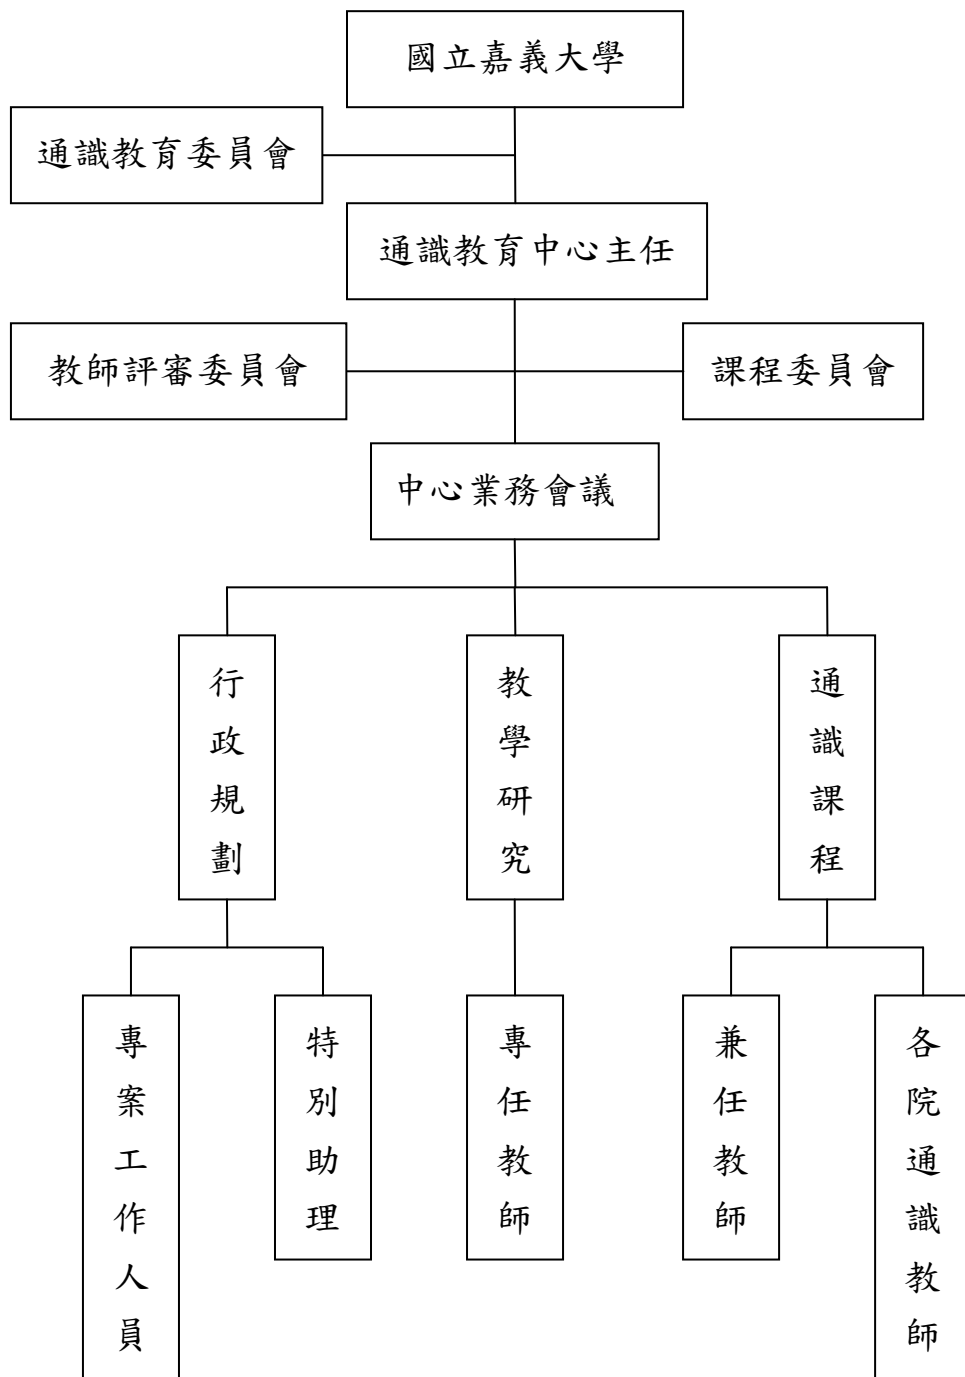 國立嘉義大學
通識教育委員會
通識教育中心主任
教師評審委員會
課程委員會
中心業務會議
行政規劃
教學研究
通識課程
專案工作人員
特別助理
專任教師
兼任教師
各院通識教師